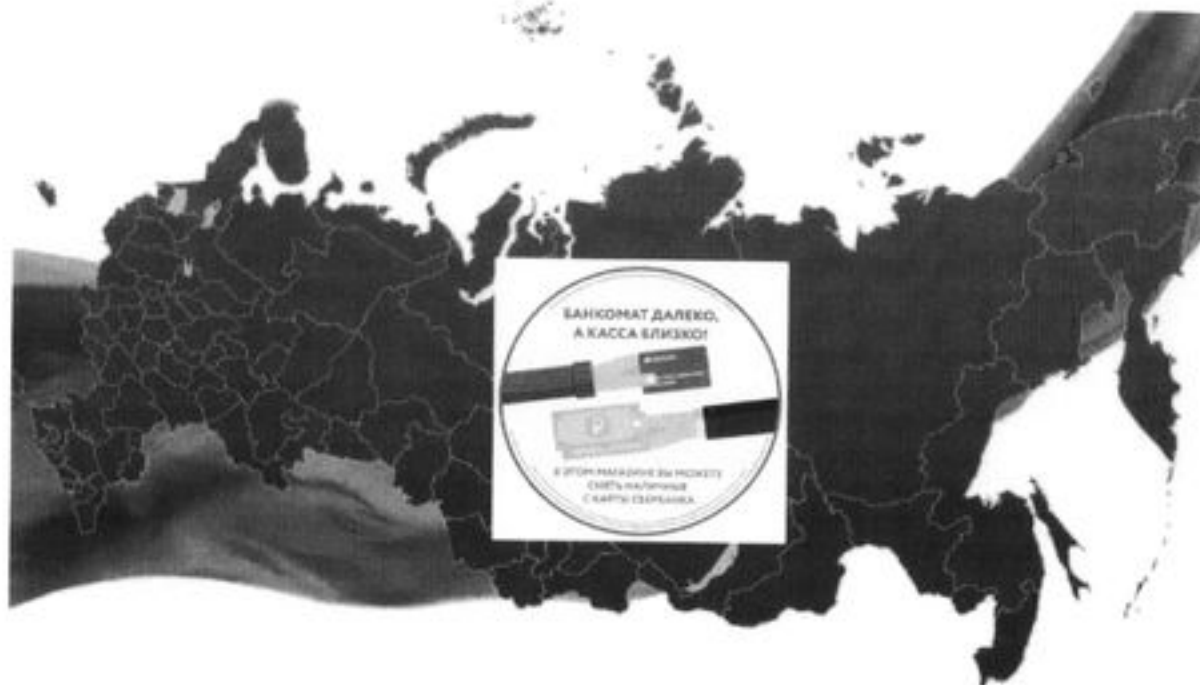 БАНКОМАТ ДАЛЕКО,
А КАССА БЛИЗКО!
В ЭТОМ МАГАЗИНЕ ВЫ МОЖЕТЕ
СНЯТЬ НАЛИЧНЫЕ
С КАРТЫ СБЕРБАНКА